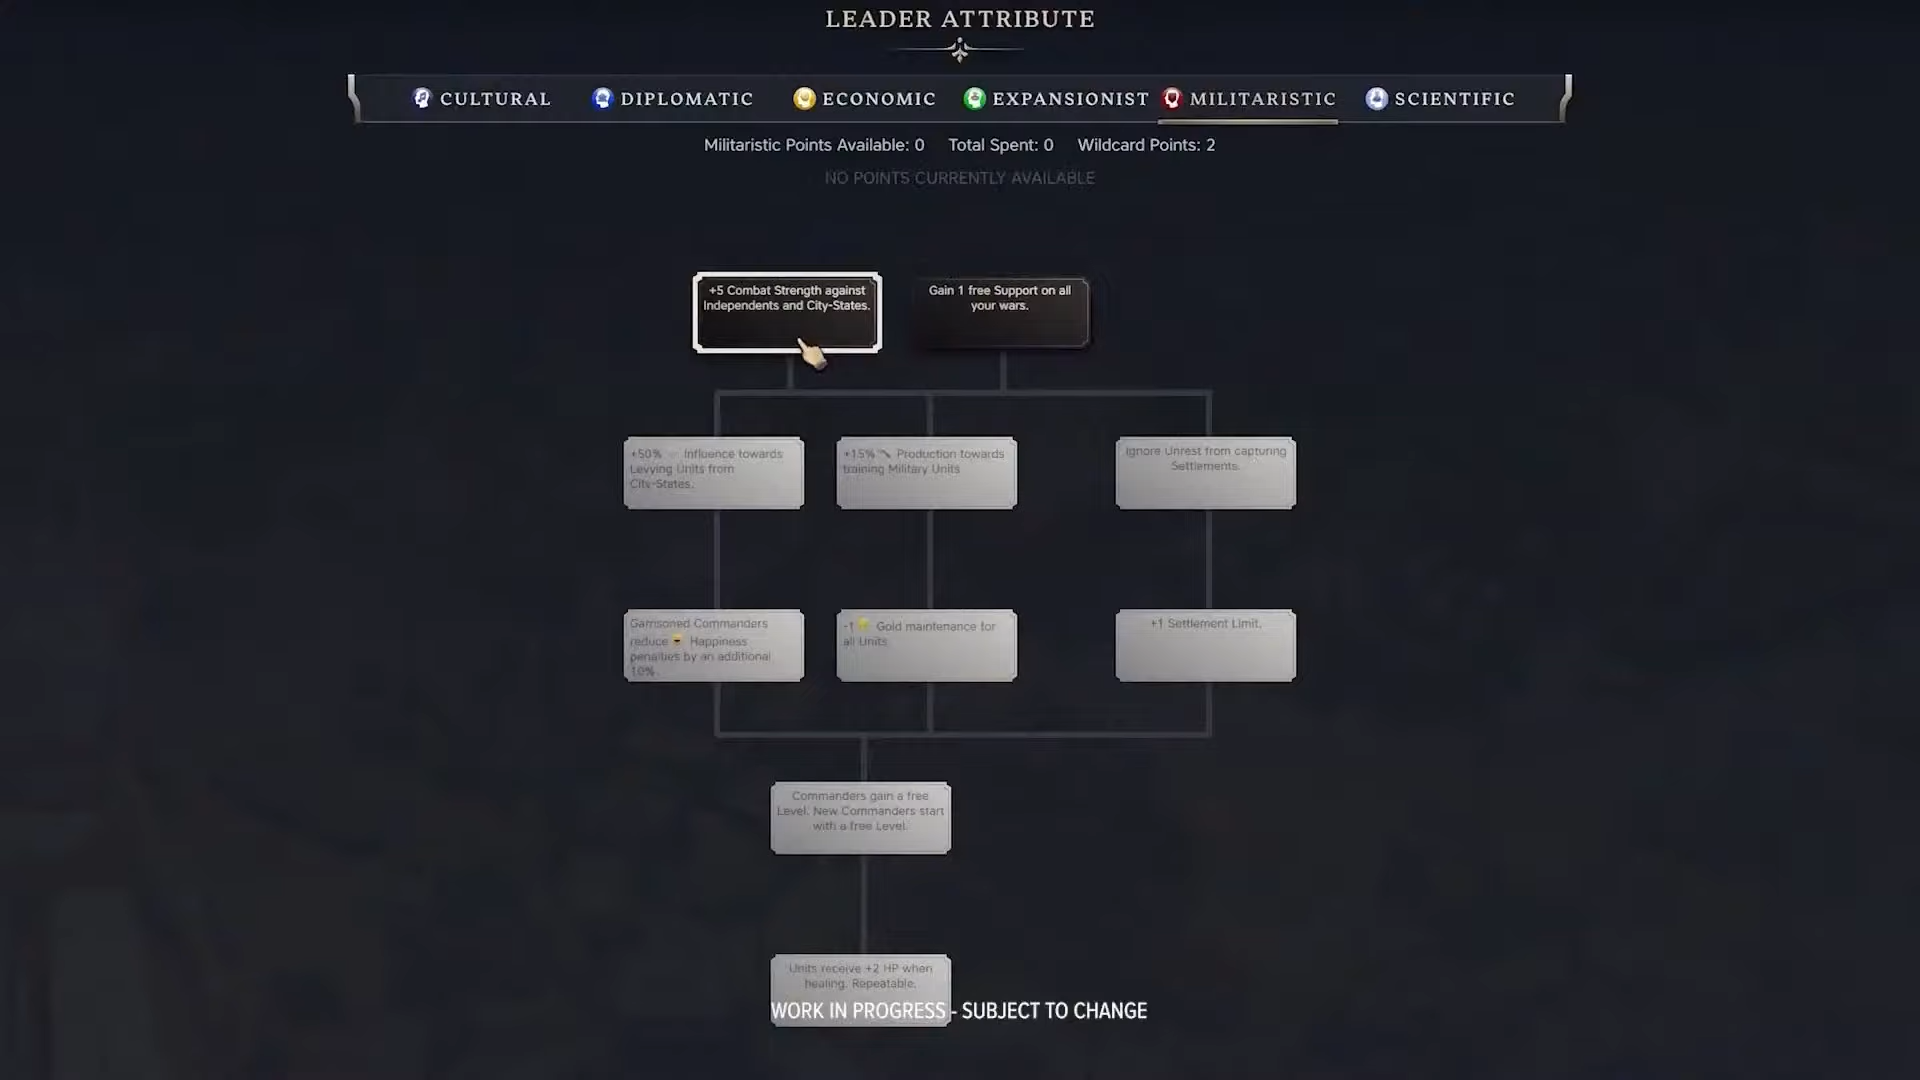 LEADER ATTRIBUTE
CULTURAL DIPLOMATIC ECONOMIC EXPANSIONIST MILITARISTIC SCIENTIFIC
Militaristic Points Available: 0 Total Spent: 0 Wildcard Points: 2
NO POINTS CURRENTLY AVAILABLE
+5 Combat Strength against
Independents and City-States.
Gain 1 free Support on all
your wars.
+50% Influence towards
Levying Units from
City-States.
+15% Production towards
training Military Units
Ignore Unrest from capturing
Settlements.
Garrisoned Commanders
reduce Happiness
penalties by an additional
10%.
-1 Gold maintenance for
all Units
+1 Settlement Limit.
Commanders gain a free
Level. New Commanders start
with a free Level.
Units receive +2 HP when
healing. Repeatable.
WORK IN PROGRESS - SUBJECT TO CHANGE